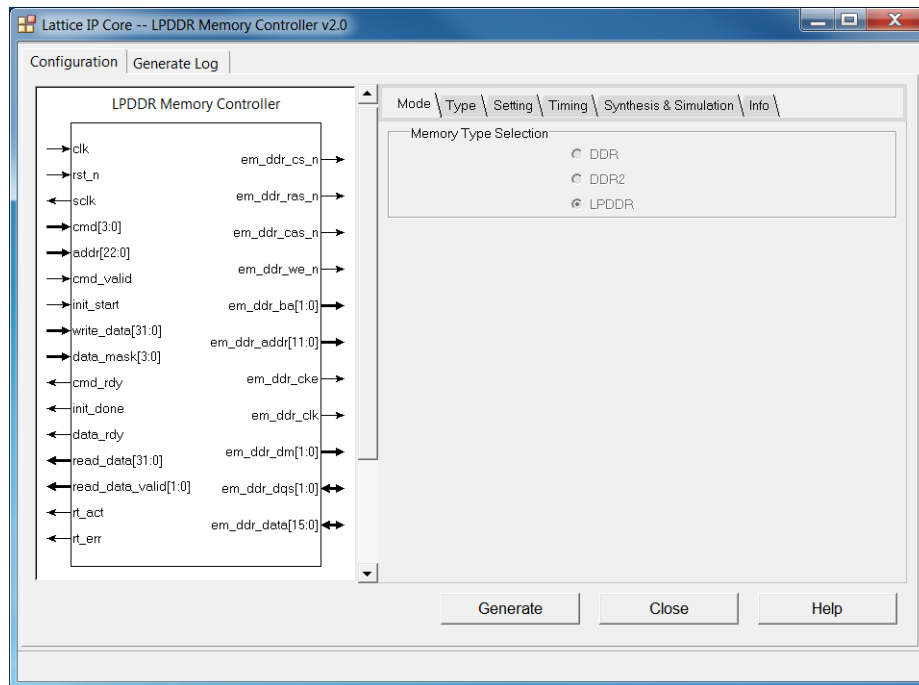 Lattice IP Core -- LPDDR Memory Controller v2.0
Configuration
Generate Log
LPDDR Memory Controller
clk
rst_n
sclk
cmd[3:0]
addr[22:0]
cmd_valid
init_start
write_data[31:0]
data_mask[3:0]
cmd_rdy
init_done
data_rdy
read_data[31:0]
read_data_valid[1:0]
rt_act
rt_err
em_ddr_cs_n
em_ddr_ras_n
em_ddr_cas_n
em_ddr_we_n
em_ddr_ba[1:0]
em_ddr_addr[11:0]
em_ddr_cke
em_ddr_clk
em_ddr_dm[1:0]
em_ddr_dqs[1:0]
em_ddr_data[15:0]
Mode Type Setting Timing Synthesis & Simulation Info
Memory Type Selection
DDR
DDR2
LPDDR
Generate Close Help